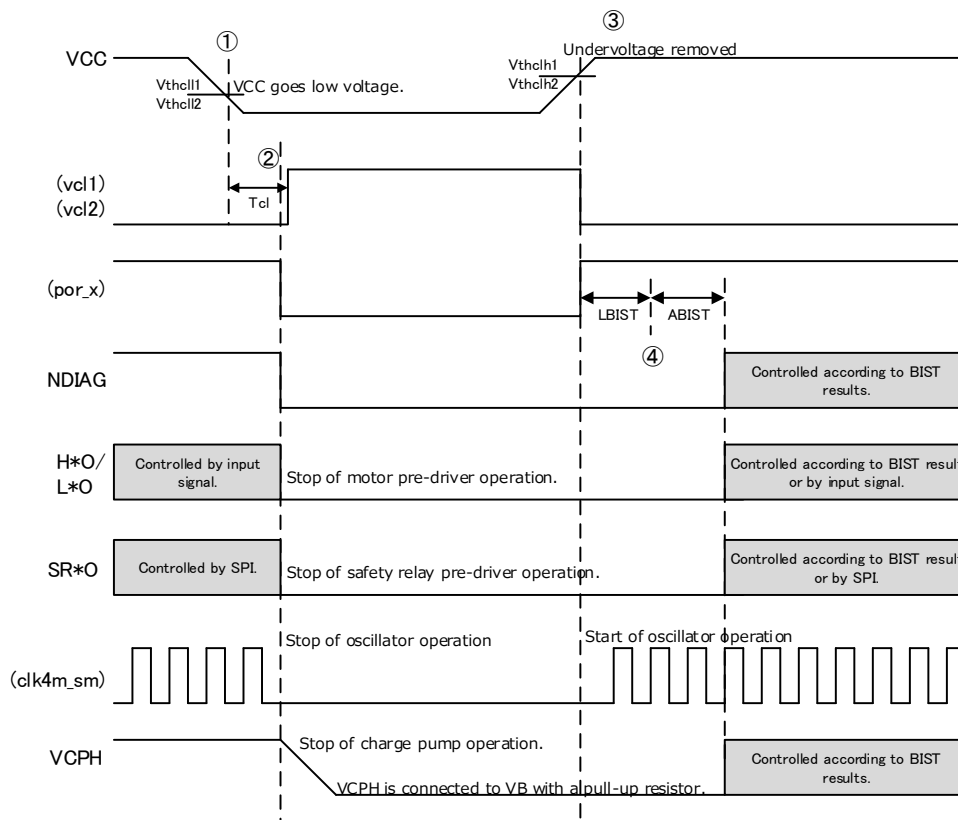 ①
③
VCC
Undervoltage removed
Vthcll1
Vthcll2
VCC goes low voltage.
Vthclh1
Vthclh2
②
(vcl1)
(vcl2)
Tcl
(por_x)
LBIST
ABIST
④
NDIAG
Controlled according to BIST
results.
H*O/
L*O
Controlled by input
signal.
Stop of motor pre-driver operation.
Controlled according to BIST result
or by input signal.
SR*O
Controlled by SPI.
Stop of safety relay pre-driver operation.
Controlled according to BIST result
or by SPI.
Stop of oscillator operation
Start of oscillator operation
(clk4m_sm)
VCPH
Stop of charge pump operation.
VCPH is connected to VB with a pull-up resistor.
Controlled according to BIST
results.